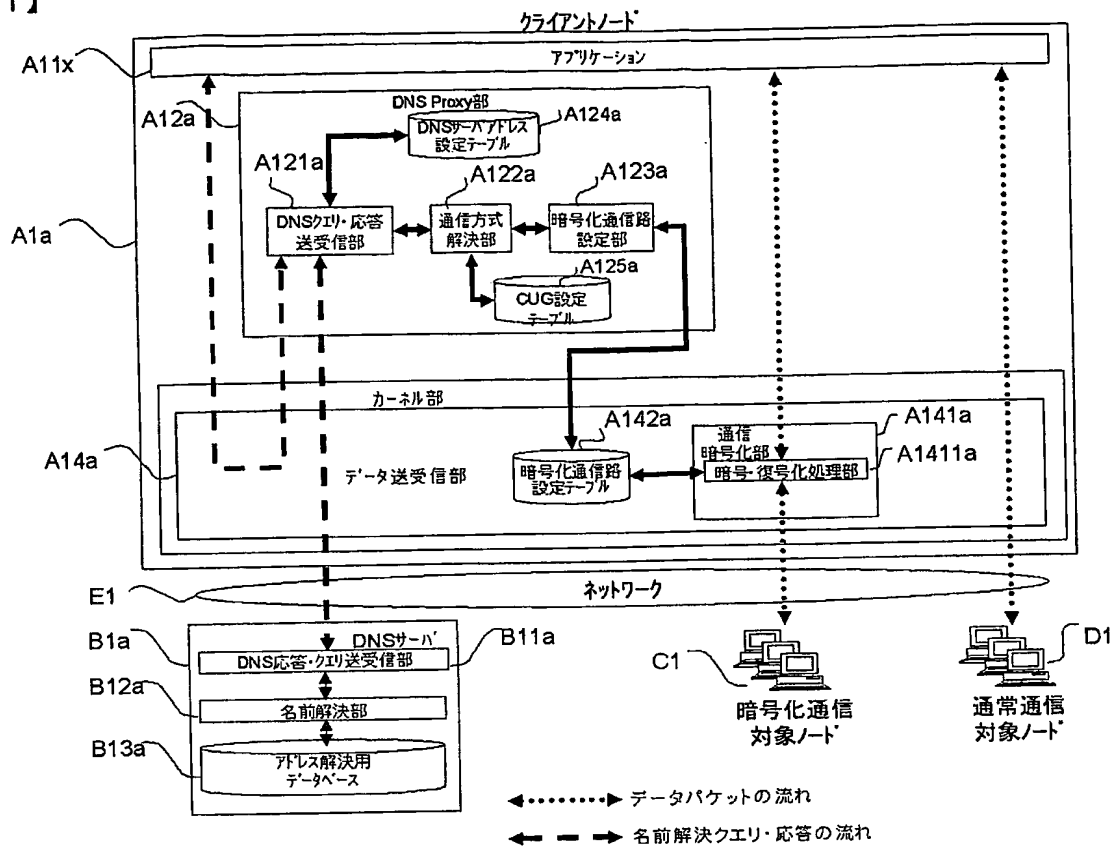 】
クライアントノード
A11x
アプリケーション
A12a
DNS Proxy部
DNSサーバアドレス
設定テーブル
A124a
A121a
A122a
A123a
A1a
DNSクエリ・応答
送受信部
通信方式
解決部
暗号化通信路
設定部
A125a
CUG設定
テーブル
カーネル部
A14a
データ送受信部
A142a
暗号化通信路
設定テーブル
通信
暗号化部
A141a
暗号・復号化処理部
A1411a
E1
ネットワーク
B1a
DNSサーバ
B11a
DNS応答・クエリ送受信部
B12a
名前解決部
B13a
アドレス解決用
データベース
C1
暗号化通信
対象ノード
D1
通常通信
対象ノード
データパケットの流れ
名前解決クエリ・応答の流れ